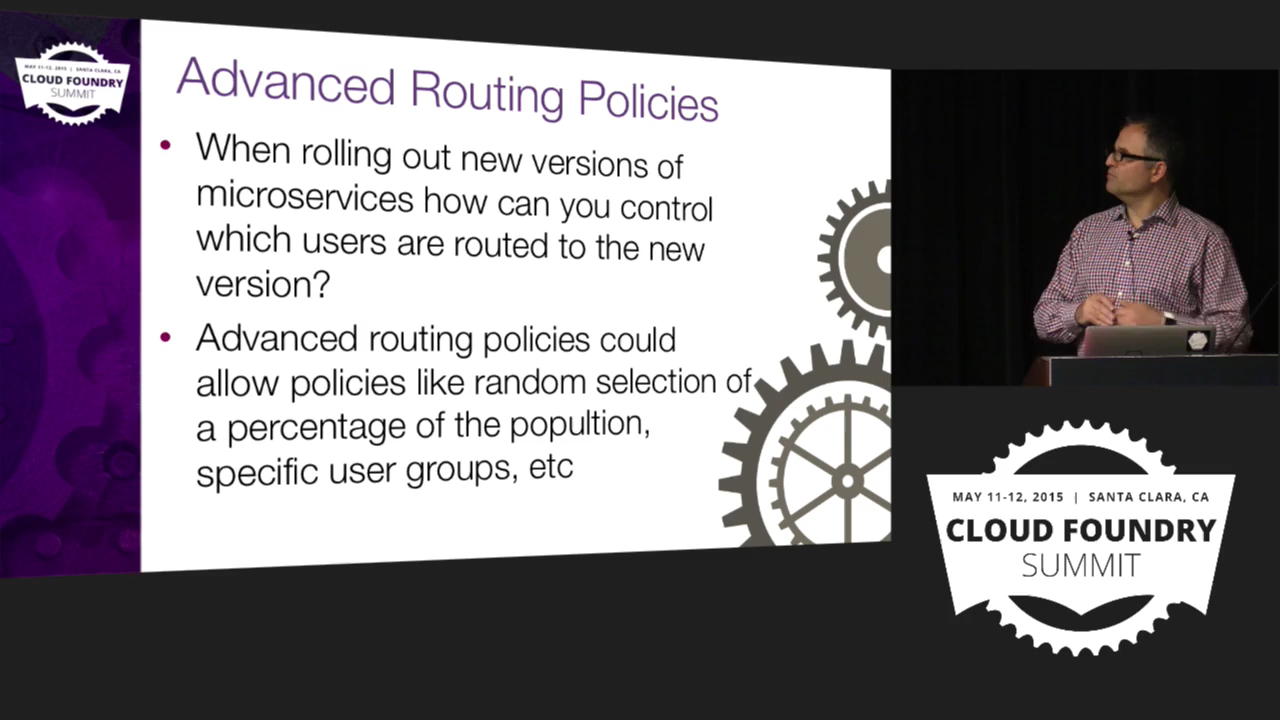 MAY 11-12, 2015 | SANTA CLARA, CA
CLOUD FOUNDRY
SUMMIT
Advanced Routing Policies
• When rolling out new versions of
microservices how can you control
which users are routed to the new
version?
• Advanced routing policies could
allow policies like random selection of
a percentage of the popultion,
specific user groups, etc
MAY 11-12, 2015 | SANTA CLARA, CA
CLOUD FOUNDRY
SUMMIT